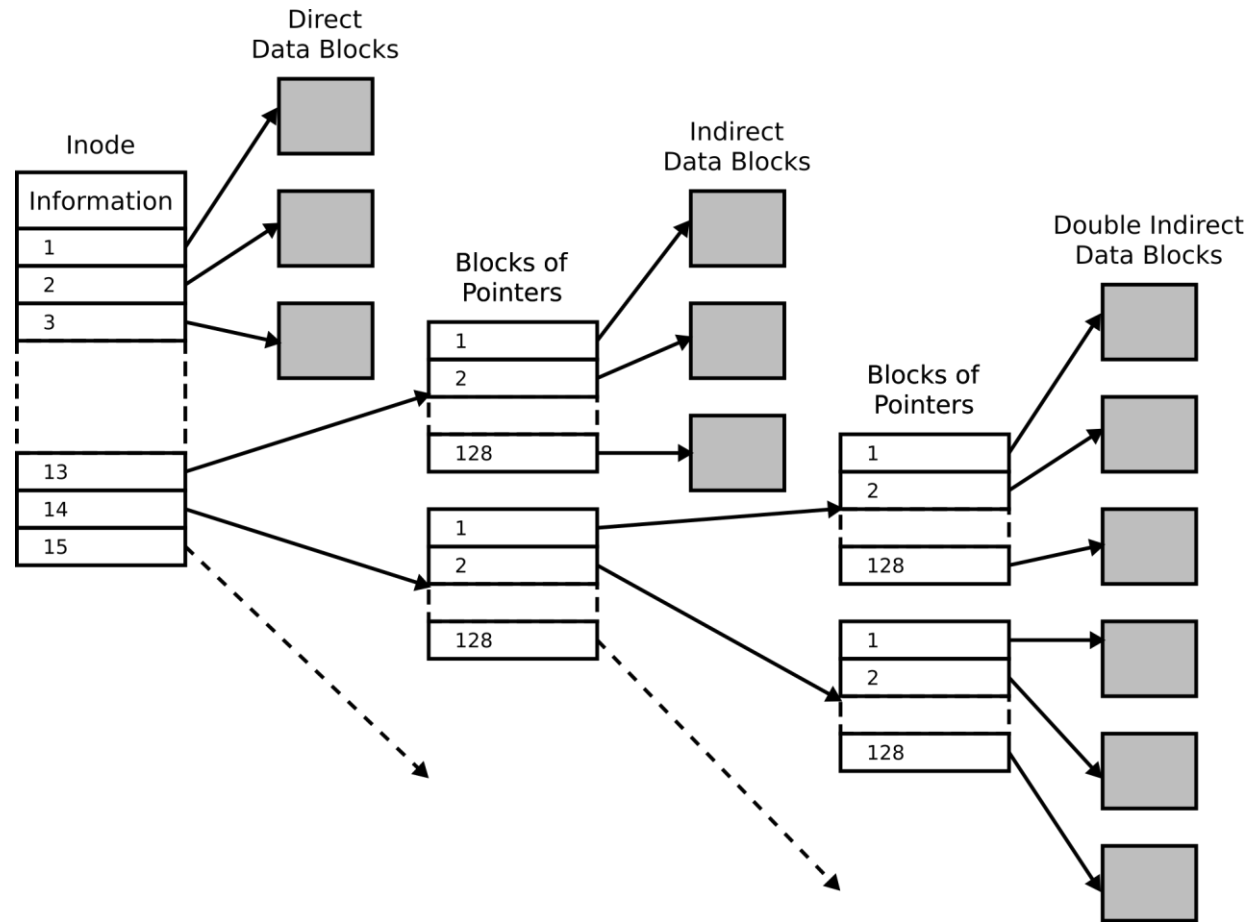 Direct
Data Blocks
Inode
Information
1
2
3
13
14
15
Blocks of
Pointers
1
2
128
1
2
128
Indirect
Data Blocks
Blocks of
Pointers
1
2
128
1
2
128
Double Indirect
Data Blocks